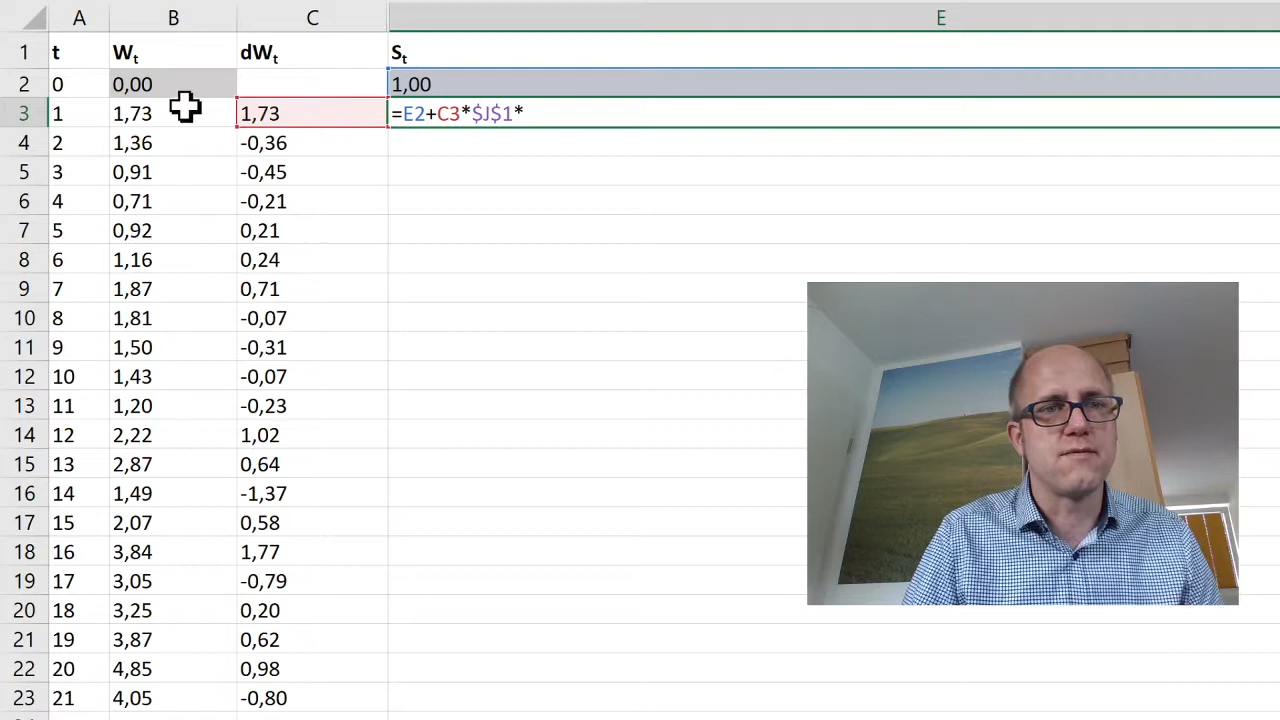 A B C E
1 t Wt dWt St
2 0 0,00 1,00
3 1 1,73 1,73 =E2+C3*$J$1*
4 2 1,36 -0,36
5 3 0,91 -0,45
6 4 0,71 -0,21
7 5 0,92 0,21
8 6 1,16 0,24
9 7 1,87 0,71
10 8 1,81 -0,07
11 9 1,50 -0,31
12 10 1,43 -0,07
13 11 1,20 -0,23
14 12 2,22 1,02
15 13 2,87 0,64
16 14 1,49 -1,37
17 15 2,07 0,58
18 16 3,84 1,77
19 17 3,05 -0,79
20 18 3,25 0,20
21 19 3,87 0,62
22 20 4,85 0,98
23 21 4,05 -0,80